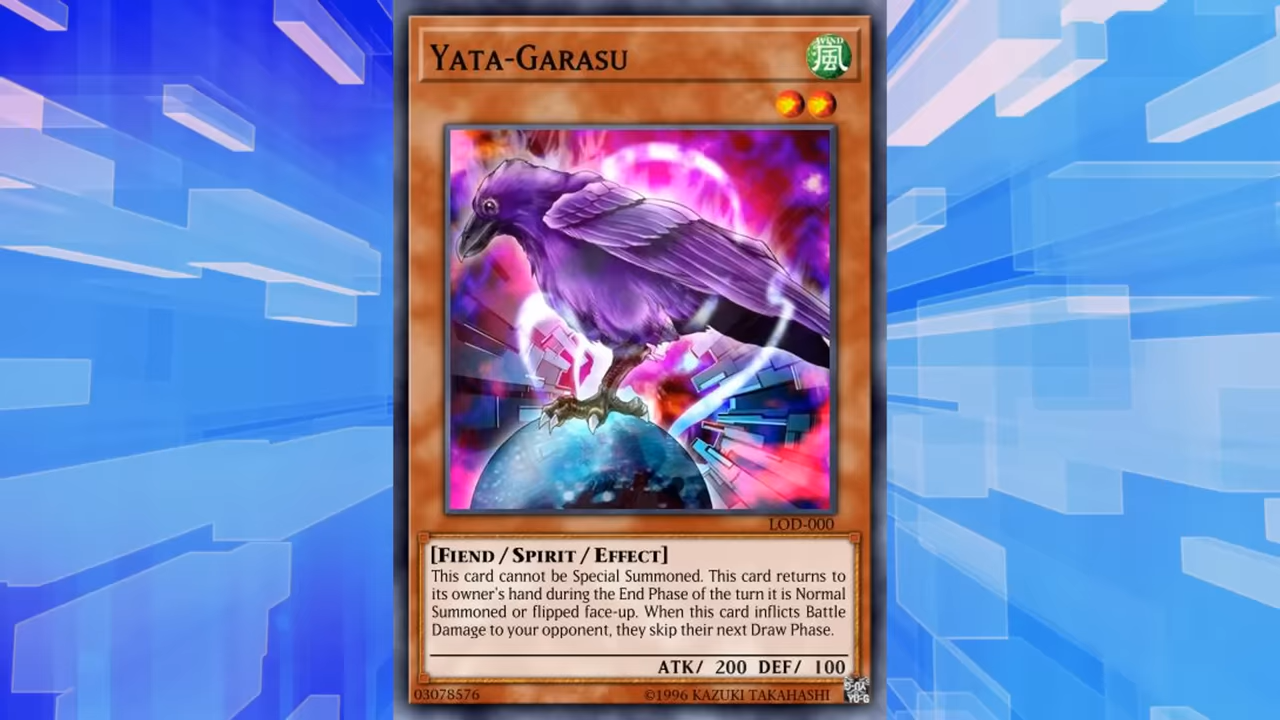 Yata-Garasu
WIND
風
LOD-000
[Fiend / Spirit / Effect]
This card cannot be Special Summoned. This card returns to
its owner's hand during the End Phase of the turn it is Normal
Summoned or flipped face-up. When this card inflicts Battle
Damage to your opponent, they skip their next Draw Phase.
ATK/ 200 DEF/ 100
03078576
©1996 KAZUKI TAKAHASHI